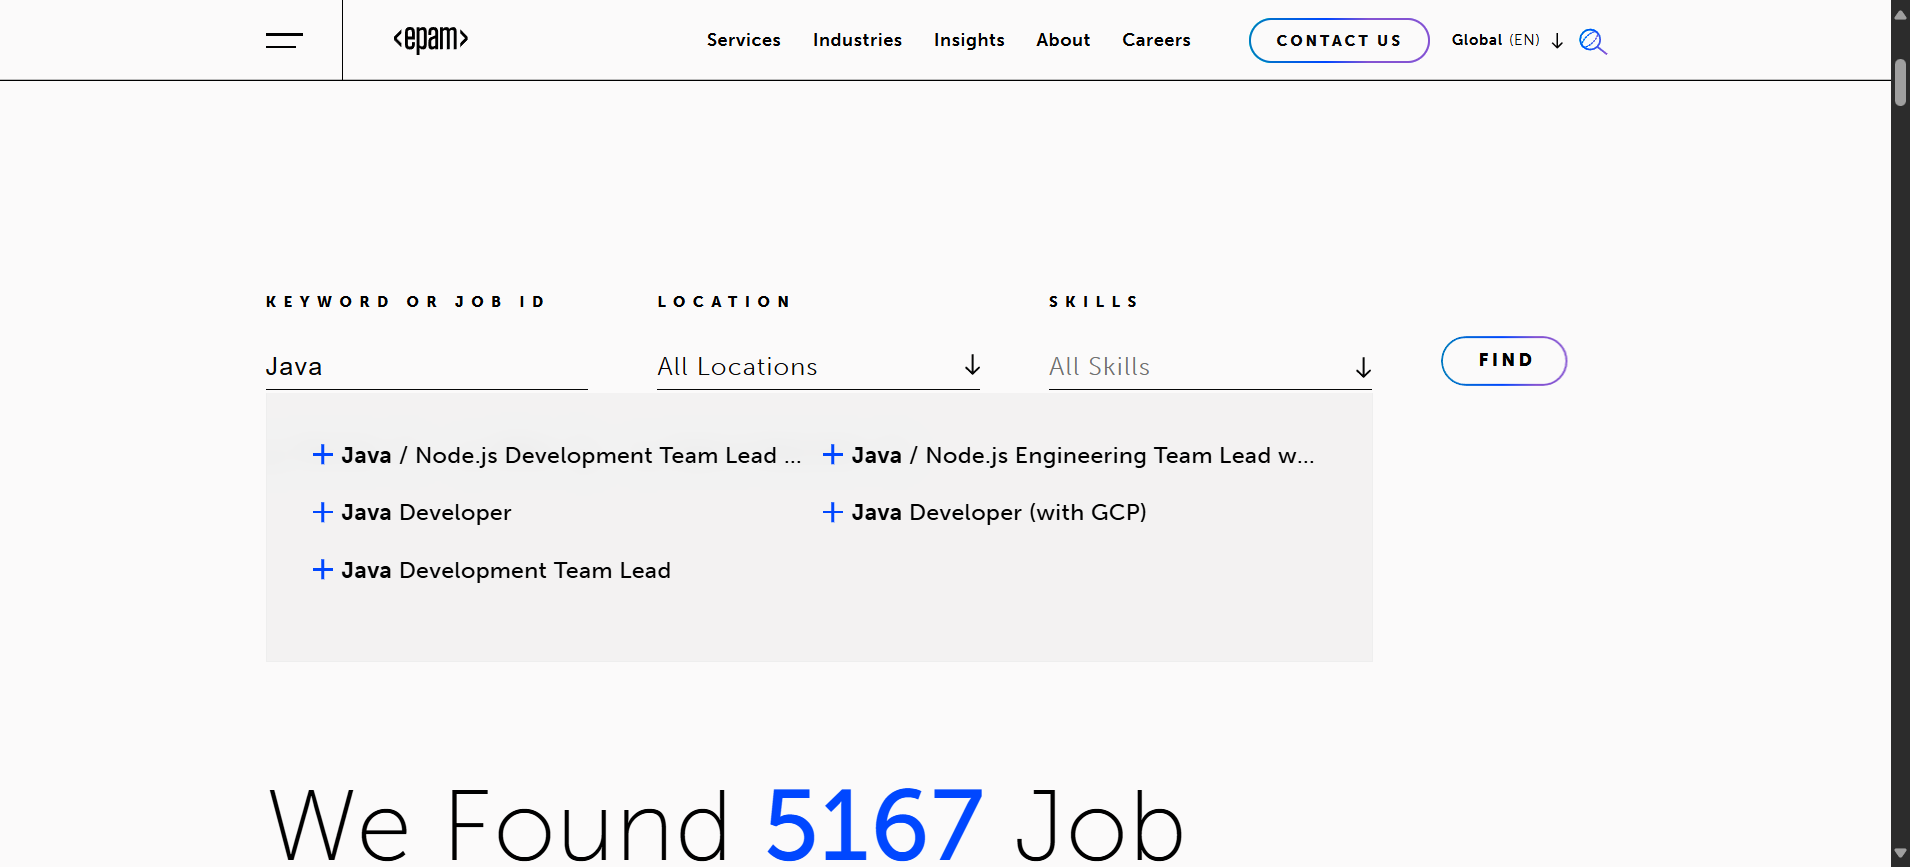 <epam>
Services Industries Insights About Careers CONTACT US Global (EN)
KEYWORD OR JOB ID LOCATION SKILLS
Java All Locations All Skills FIND
Java / Node.js Development Team Lead ... Java / Node.js Engineering Team Lead w...
Java Developer Java Developer (with GCP)
Java Development Team Lead
We Found 5167 Job